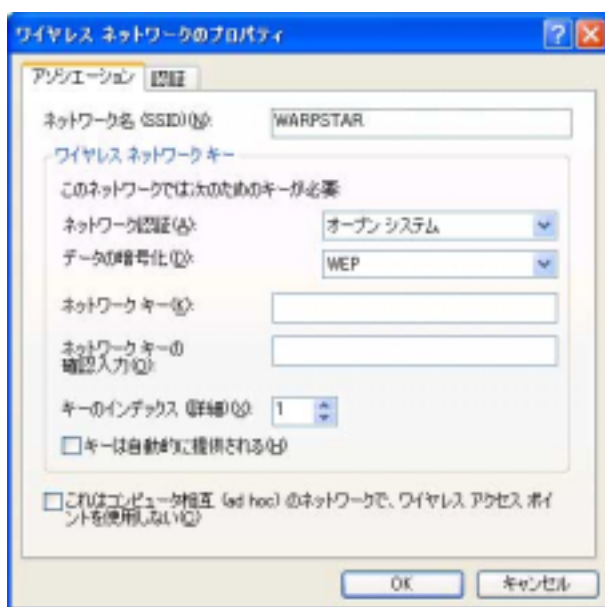 ワイヤレス ネットワークのプロパティ
アソシエーション 認証
ネットワーク名 (SSID)(N): WARPSTAR
ワイヤレス ネットワーク キー
このネットワークでは次のためのキーが必要
ネットワーク認証(A): オープン システム
データの暗号化(D): WEP
ネットワーク キー(K):
ネットワーク キーの
確認入力(O):
キーのインデックス (詳細)(X): 1
キーは自動的に提供される(H)
これはコンピュータ相互 (ad hoc) のネットワークで、ワイヤレス アクセス ポイ
ントを使用しない(C)
OK キャンセル